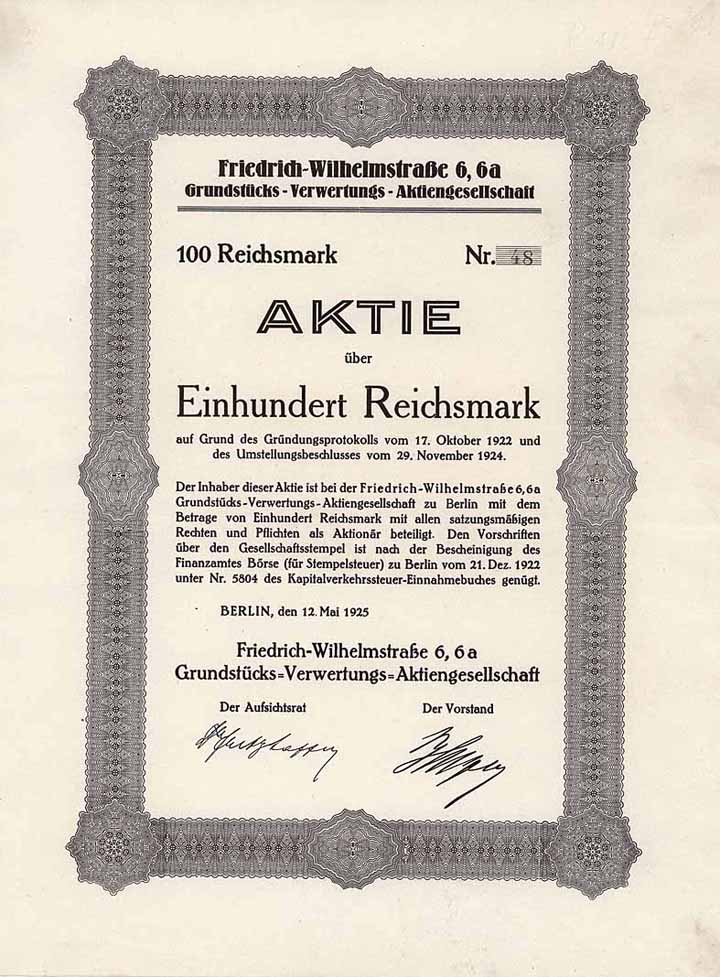 Friedrich-Wilhelmstraße 6, 6a
Grundstücks - Verwertungs - Aktiengesellschaft
100 Reichsmark Nr. 48
AKTIE
über
Einhundert Reichsmark
auf Grund des Gründungsprotokolls vom 17. Oktober 1922 und
des Umstellungsbeschlusses vom 29. November 1924.
Der Inhaber dieser Aktie ist bei der Friedrich-Wilhelmstraße 6, 6a
Grundstücks-Verwertungs-Aktiengesellschaft zu Berlin mit dem
Betrage von Einhundert Reichsmark mit allen satzungsmäßigen
Rechten und Pflichten als Aktionär beteiligt. Den Vorschriften
über den Gesellschaftsstempel ist nach der Bescheinigung des
Finanzamtes Börse (für Stempelsteuer) zu Berlin vom 21. Dez. 1922
unter Nr. 5804 des Kapitalverkehrssteuer-Einnahmebuches genügt.
BERLIN, den 12. Mai 1925
Friedrich-Wilhelmstraße 6, 6a
Grundstücks=Verwertungs=Aktiengesellschaft
Der Aufsichtsrat Der Vorstand